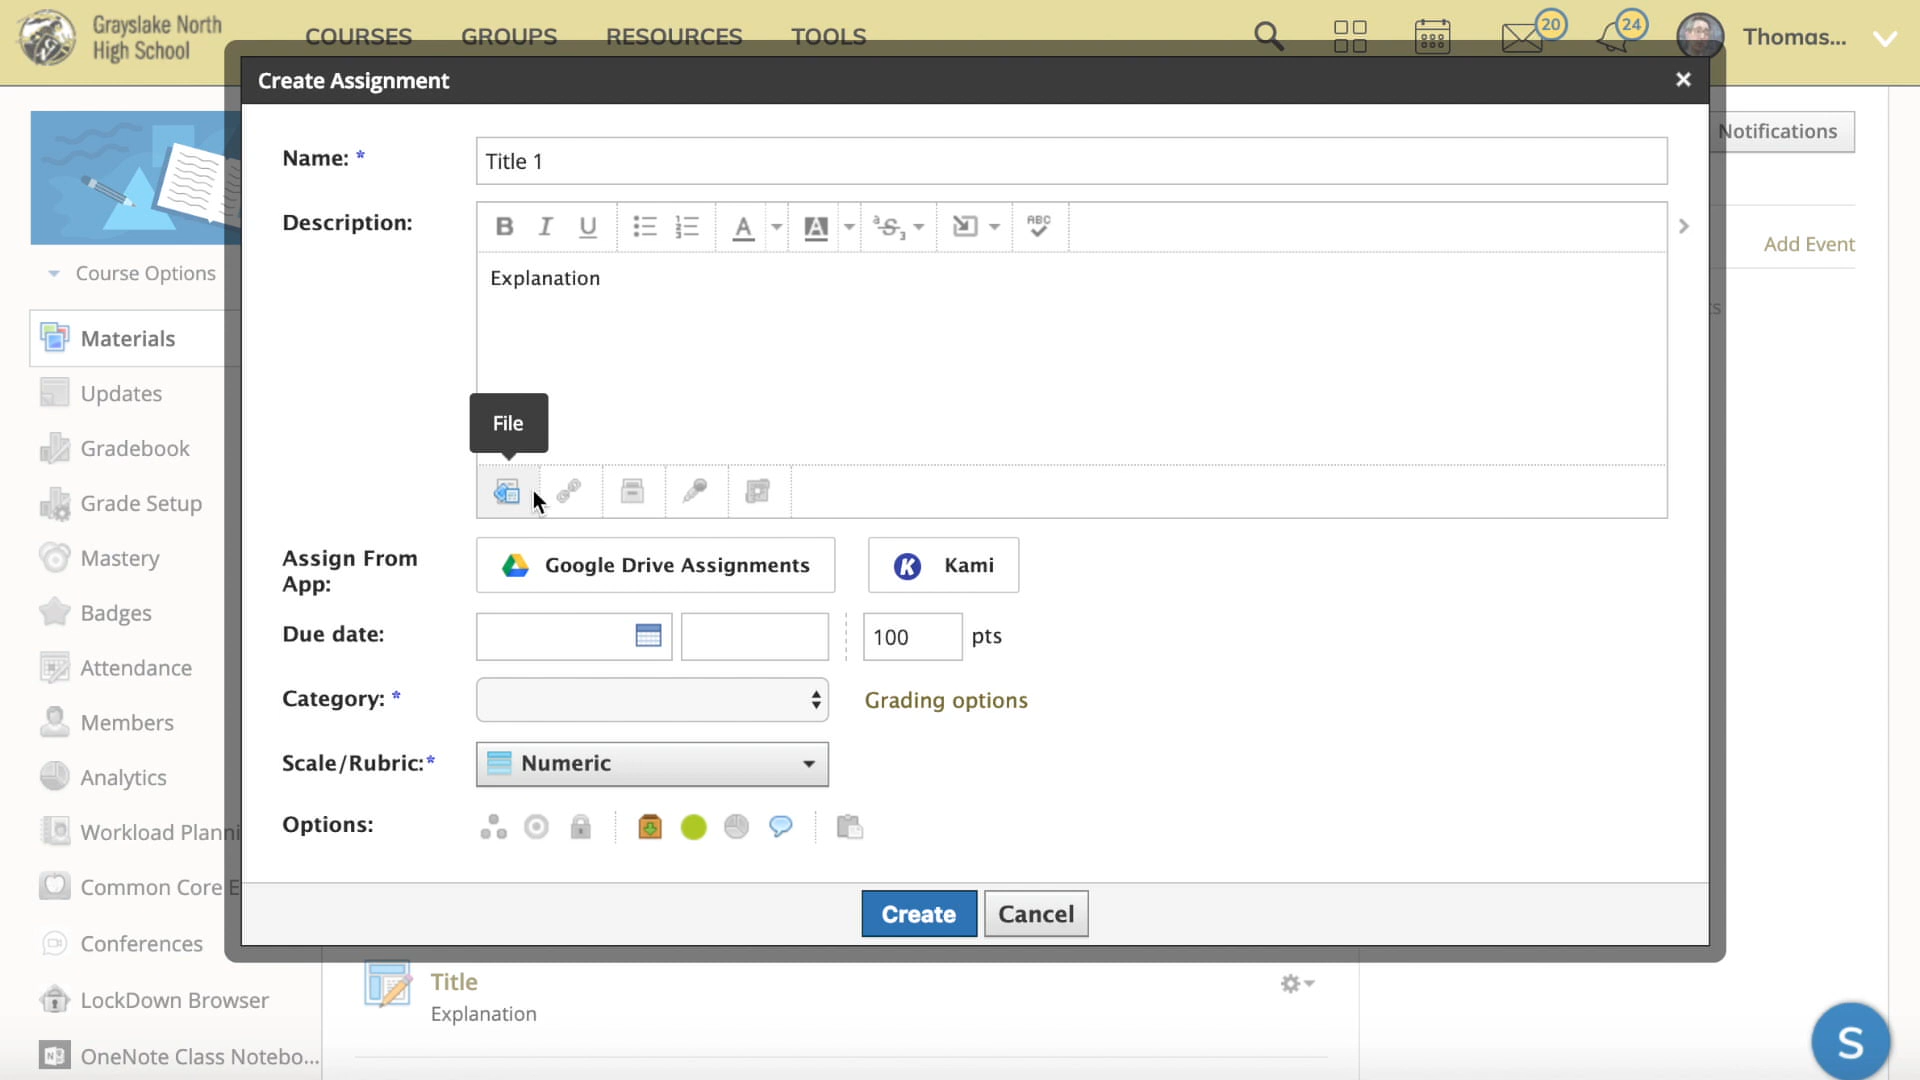 Grayslake North
High School
COURSES
GROUPS
RESOURCES
TOOLS
20
24
Thomas...
Create Assignment
Notifications
Name: *
Title 1
Description:
B I U
A
A
ABC
Add Event
Explanation
Course Options
Materials
Updates
Gradebook
Grade Setup
Mastery
Badges
Attendance
Members
Analytics
Workload Planni
Common Core E
Conferences
LockDown Browser
OneNote Class Notebo...
File
Assign From
App:
Google Drive Assignments
K Kami
Due date:
100 pts
Category: *
Grading options
Scale/Rubric:*
Numeric
Options:
Create
Cancel
Title
Explanation
S